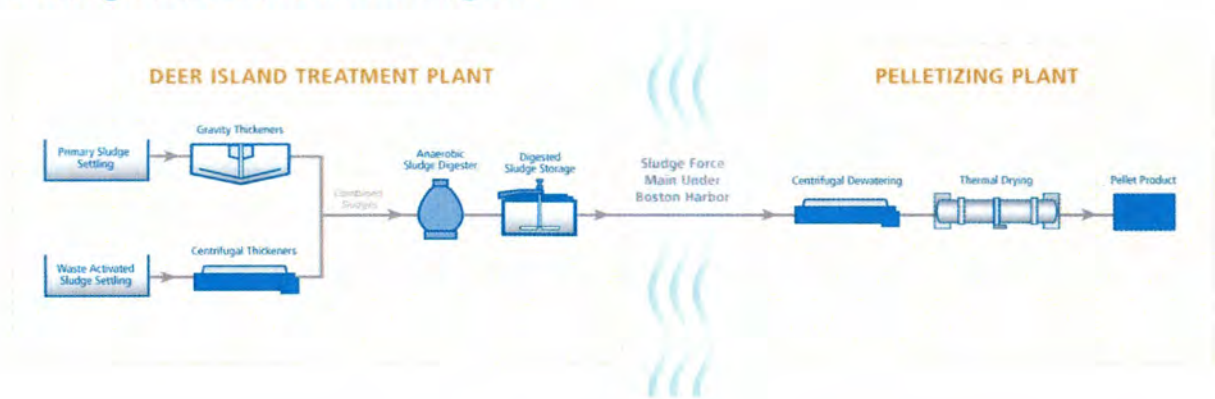 DEER ISLAND TREATMENT PLANT
PELLETIZING PLANT
Gravity Thickeners
Primary Sludge
Settling
Anaerobic
Sludge Digester
Digested
Sludge Storage
Sludge Force
Main Under
Boston Harbor
Centrifugal Dewatering
Thermal Drying
Pellet Product
Combined
Sludges
Centrifugal Thickeners
Waste Activated
Sludge Settling